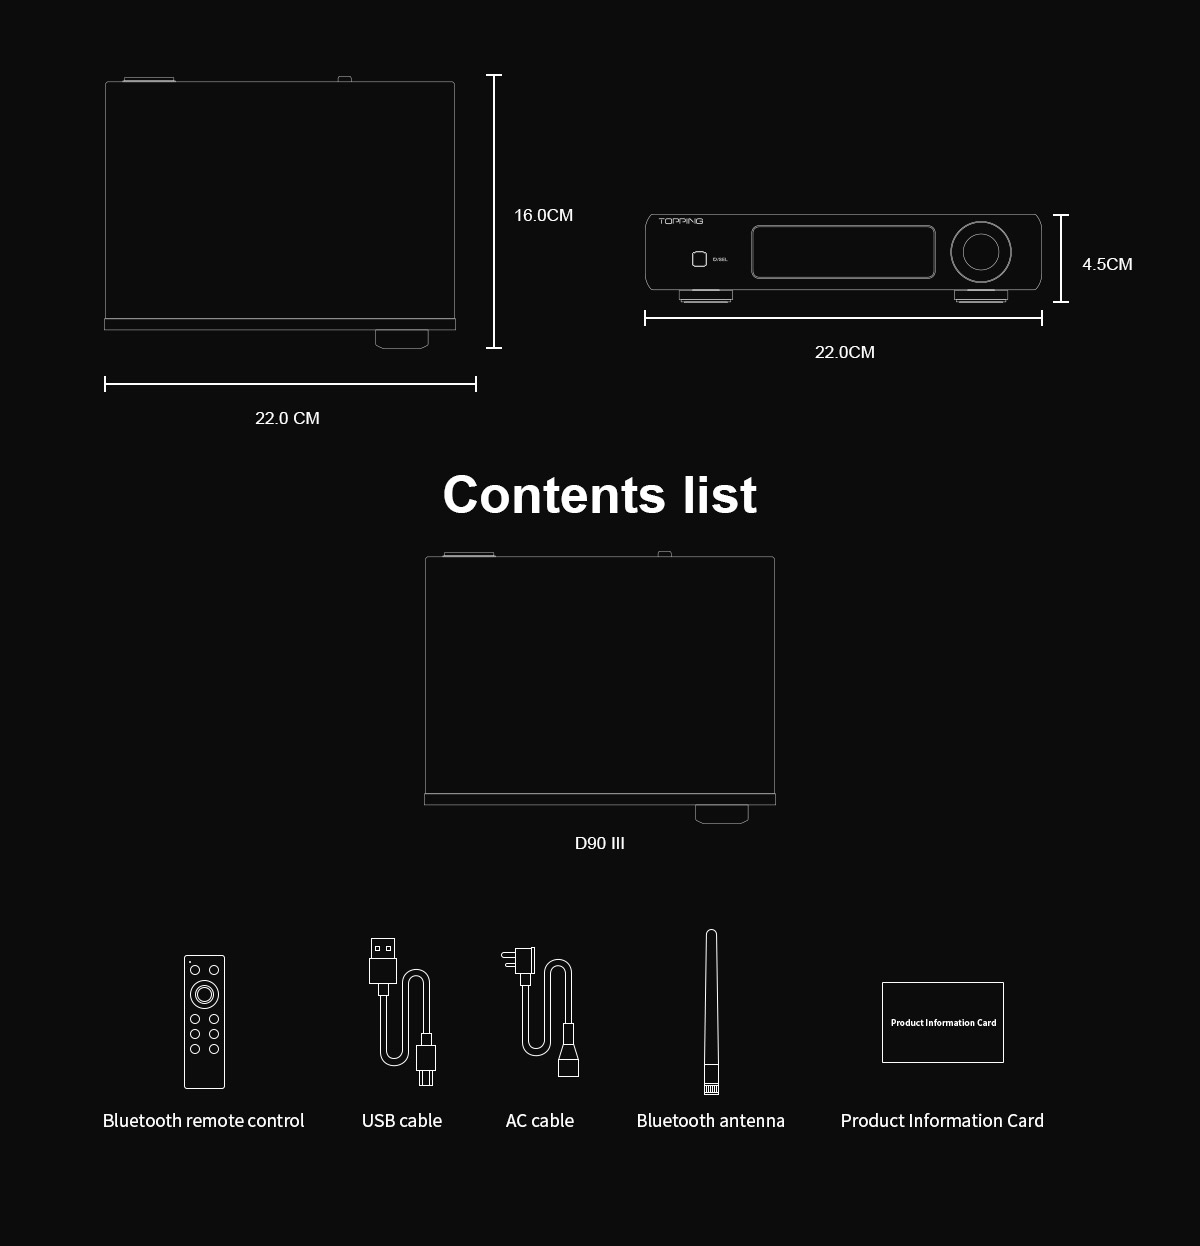 16.0CM
22.0 CM
TOPPING
⏻/SEL
4.5CM
22.0CM
Contents list
D90 III
Product Information Card
Bluetooth remote control
USB cable
AC cable
Bluetooth antenna
Product Information Card